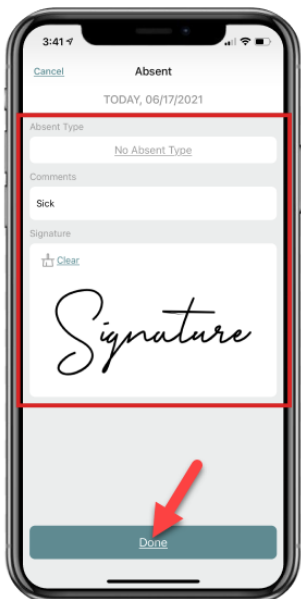 3:41
Cancel
Absent
TODAY, 06/17/2021
Absent Type
No Absent Type
Comments
Sick
Signature
Clear
Signature
Done